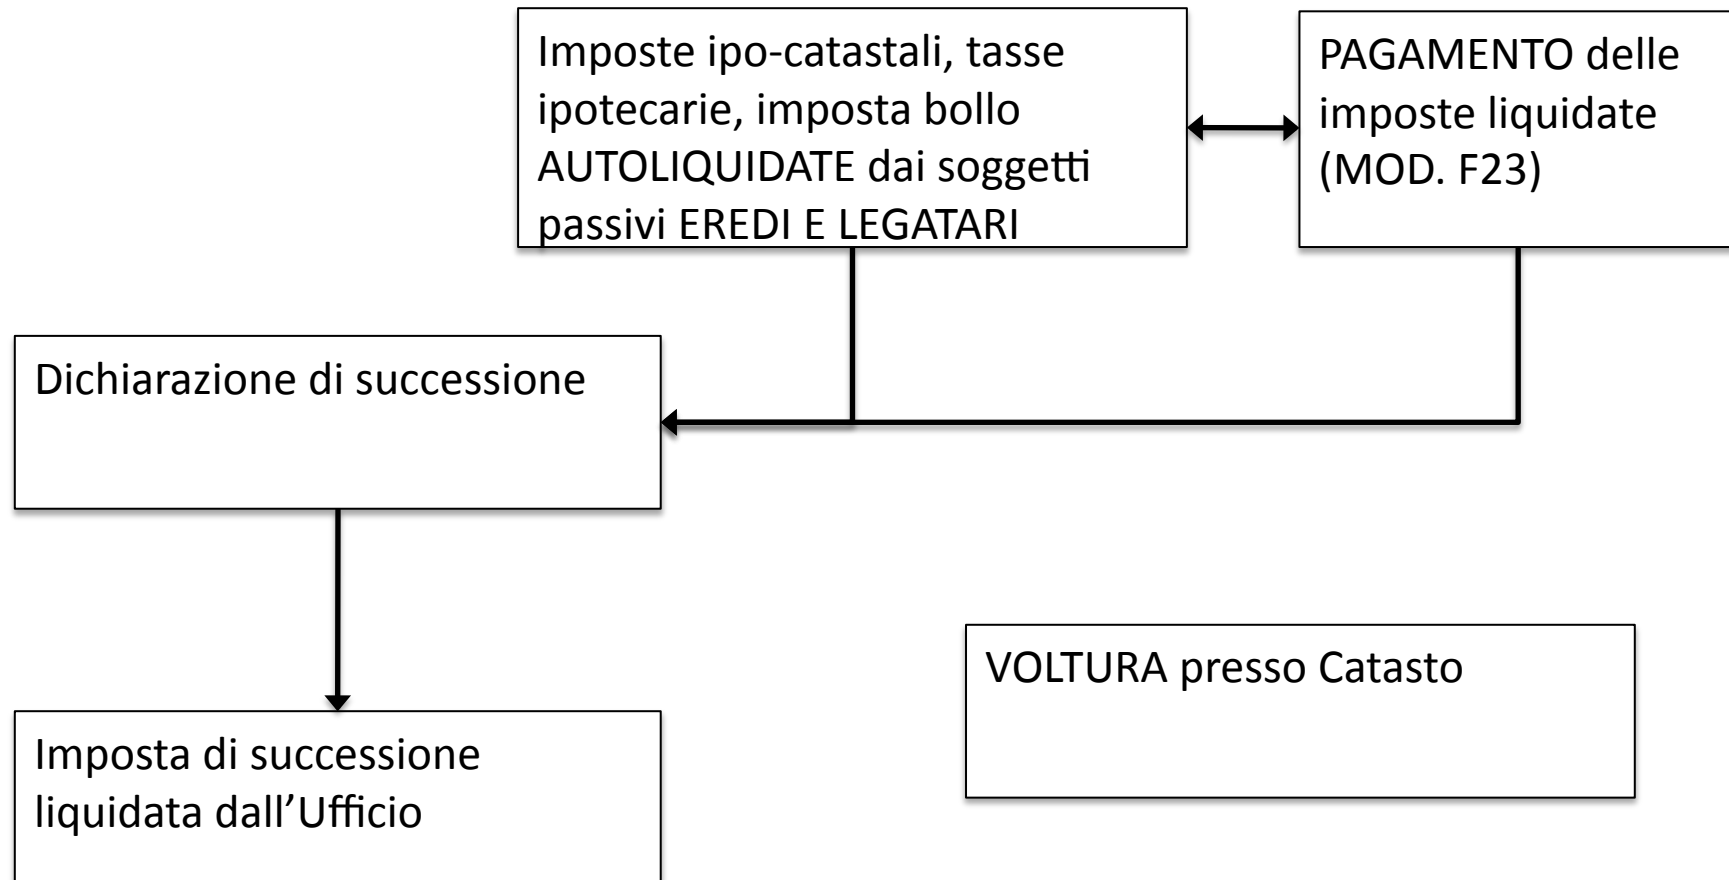 Imposte ipo-catastali, tasse
ipotecarie, imposta bollo
AUTOLIQUIDATE dai soggetti
passivi EREDI E LEGATARI
PAGAMENTO delle
imposte liquidate
(MOD. F23)
Dichiarazione di successione
VOLTURA presso Catasto
Imposta di successione
liquidata dall’Ufficio